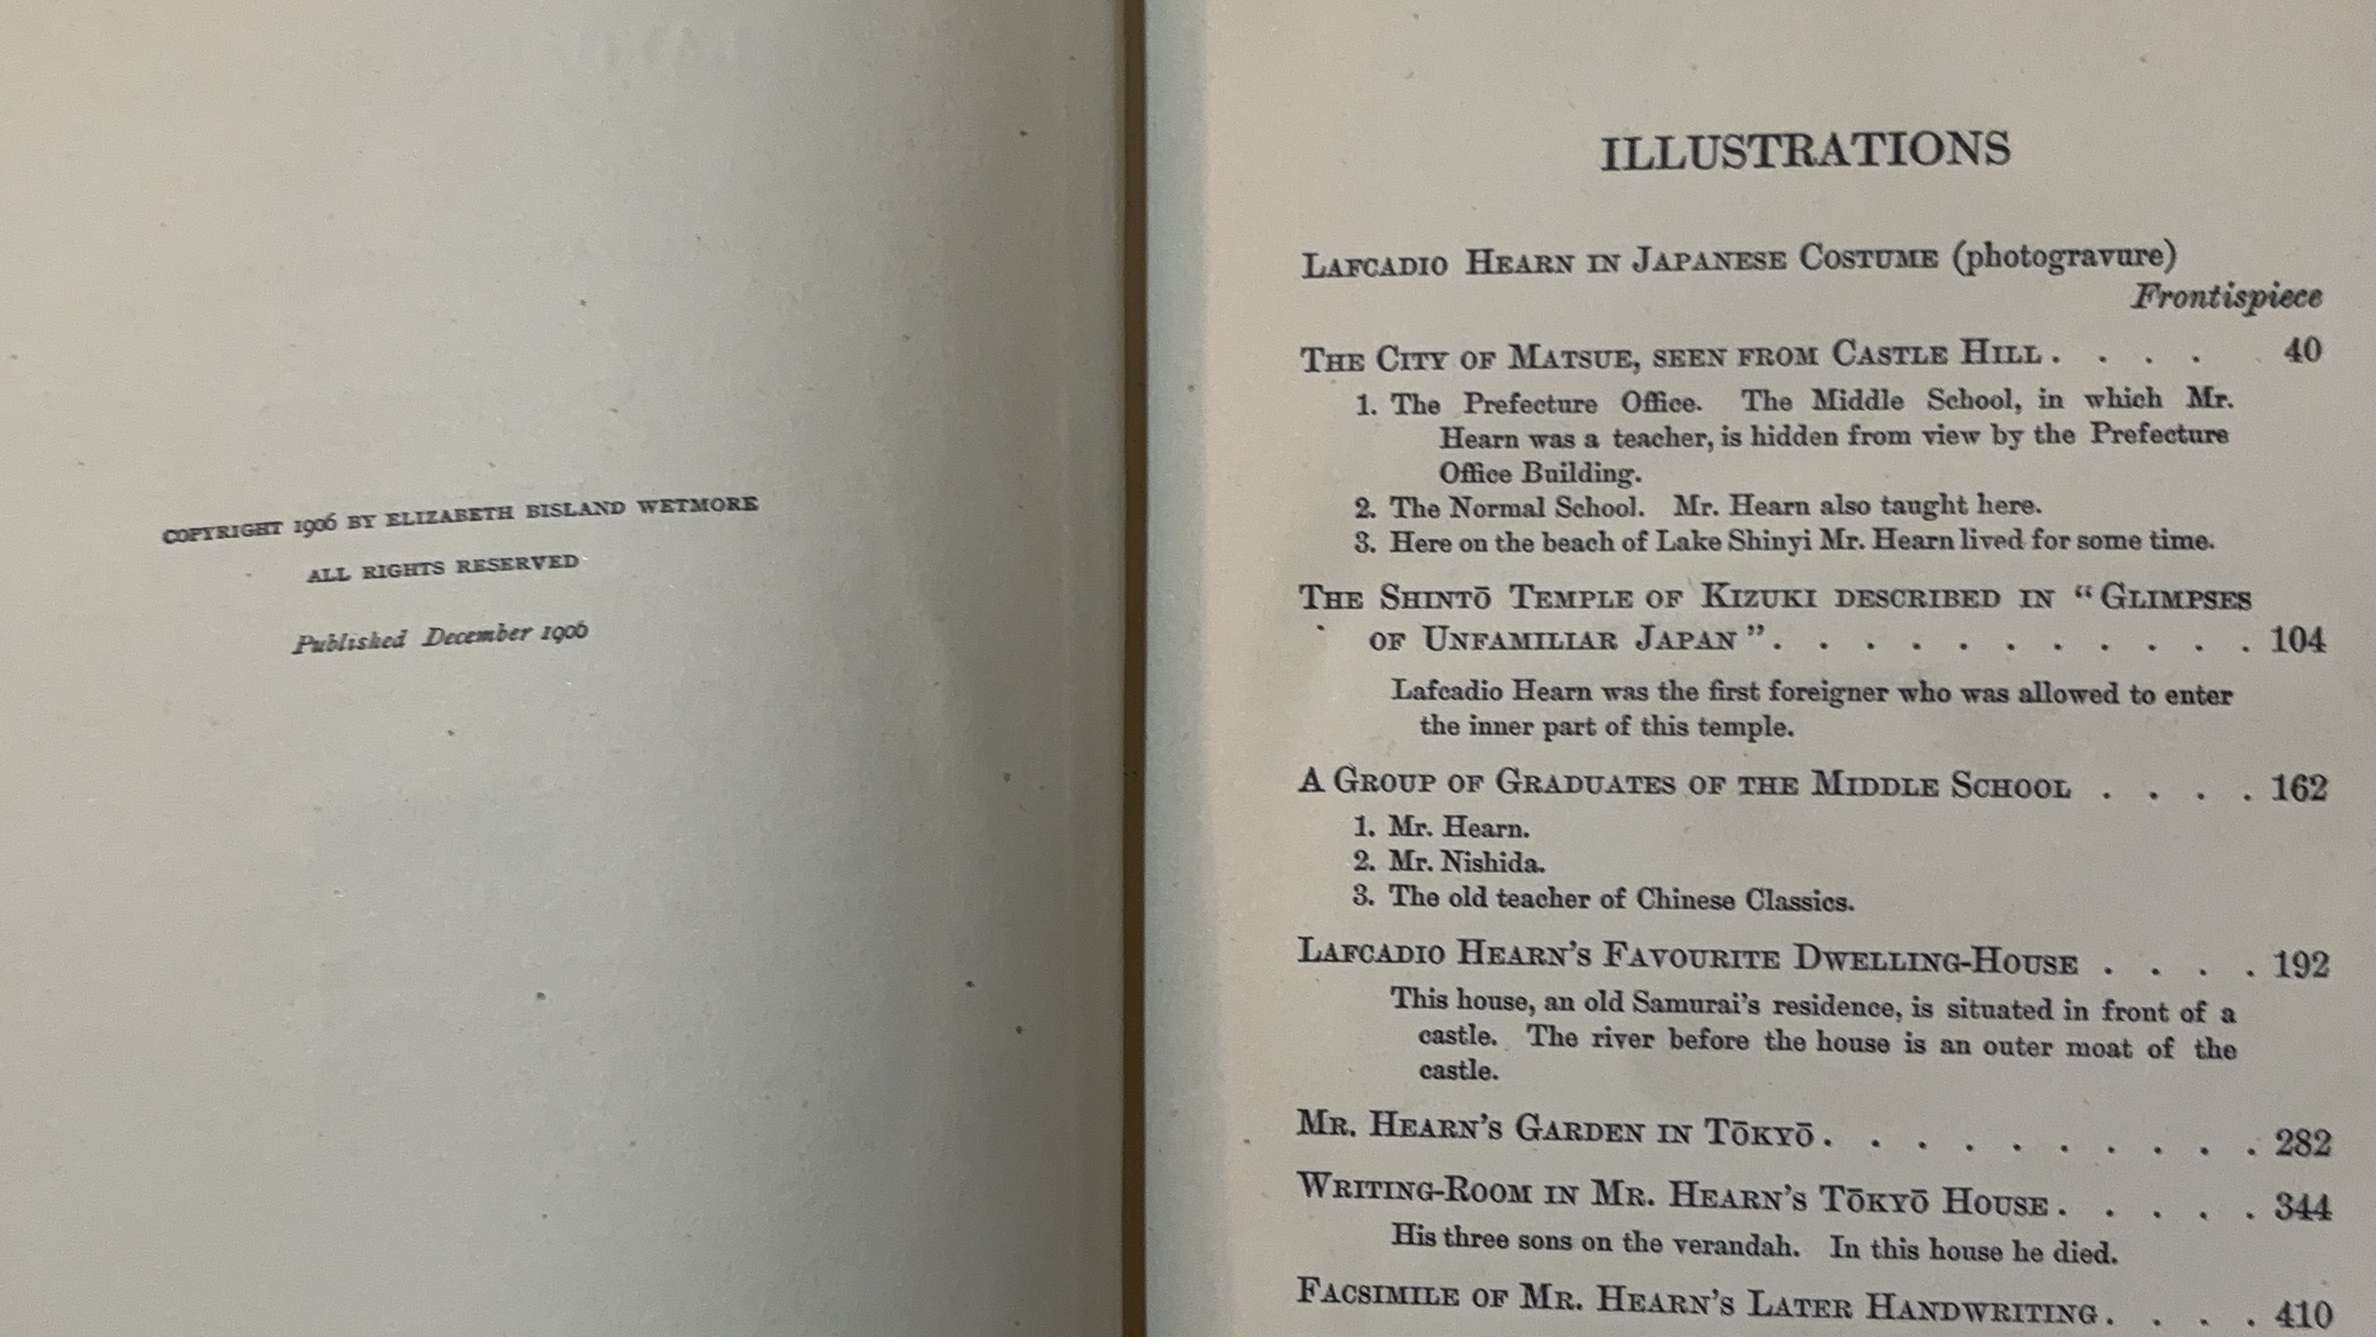 COPYRIGHT 1906 BY ELIZABETH BISLAND WETMORE
ALL RIGHTS RESERVED
Published December 1906
ILLUSTRATIONS
LAFCADIO HEARN IN JAPANESE COSTUME (photogravure)
Frontispiece
THE CITY OF MATSUE, SEEN FROM CASTLE HILL . . . . 40
1. The Prefecture Office. The Middle School, in which Mr.
Hearn was a teacher, is hidden from view by the Prefecture
Office Building.
2. The Normal School. Mr. Hearn also taught here.
3. Here on the beach of Lake Shinyi Mr. Hearn lived for some time.
THE SHINTŌ TEMPLE OF KIZUKI DESCRIBED IN "GLIMPSES
OF UNFAMILIAR JAPAN" . . . . . . . . . . . 104
Lafcadio Hearn was the first foreigner who was allowed to enter
the inner part of this temple.
A GROUP OF GRADUATES OF THE MIDDLE SCHOOL . . . . 162
1. Mr. Hearn.
2. Mr. Nishida.
3. The old teacher of Chinese Classics.
LAFCADIO HEARN'S FAVOURITE DWELLING-HOUSE . . . . 192
This house, an old Samurai's residence, is situated in front of a
castle. The river before the house is an outer moat of the
castle.
MR. HEARN'S GARDEN IN TŌKYŌ . . . . . . . . . . 282
WRITING-ROOM IN MR. HEARN'S TŌKYŌ HOUSE . . . . . 344
His three sons on the verandah. In this house he died.
FACSIMILE OF MR. HEARN'S LATER HANDWRITING . . . . 410